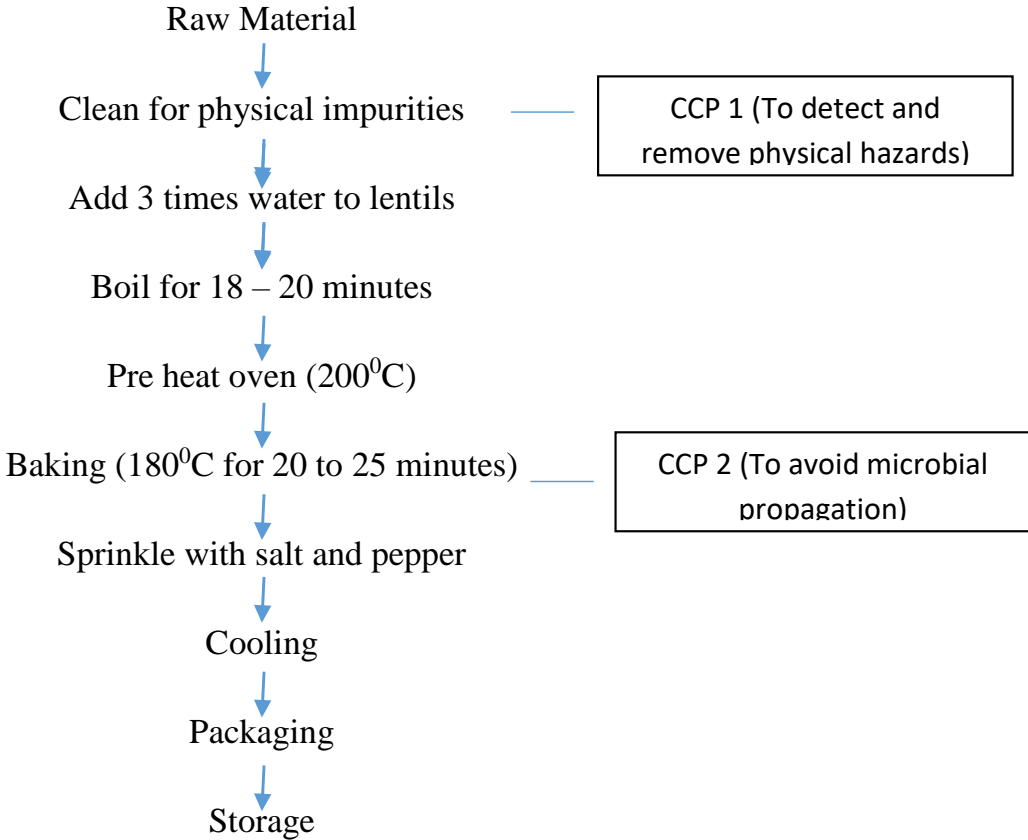 Raw Material
Clean for physical impurities
CCP 1 (To detect and
remove physical hazards)
Add 3 times water to lentils
Boil for 18 – 20 minutes
Pre heat oven (200⁰C)
Baking (180⁰C for 20 to 25 minutes)
CCP 2 (To avoid microbial
propagation)
Sprinkle with salt and pepper
Cooling
Packaging
Storage